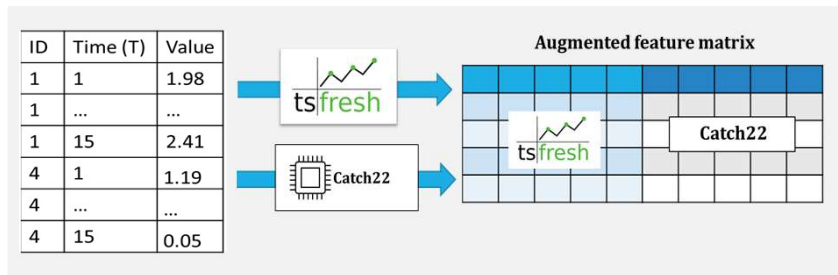 ID Time (T) Value
1 1 1.98
1 ... ...
1 15 2.41
4 1 1.19
4 ... ...
4 15 0.05
tsfresh
Catch22
Augmented feature matrix
tsfresh
Catch22